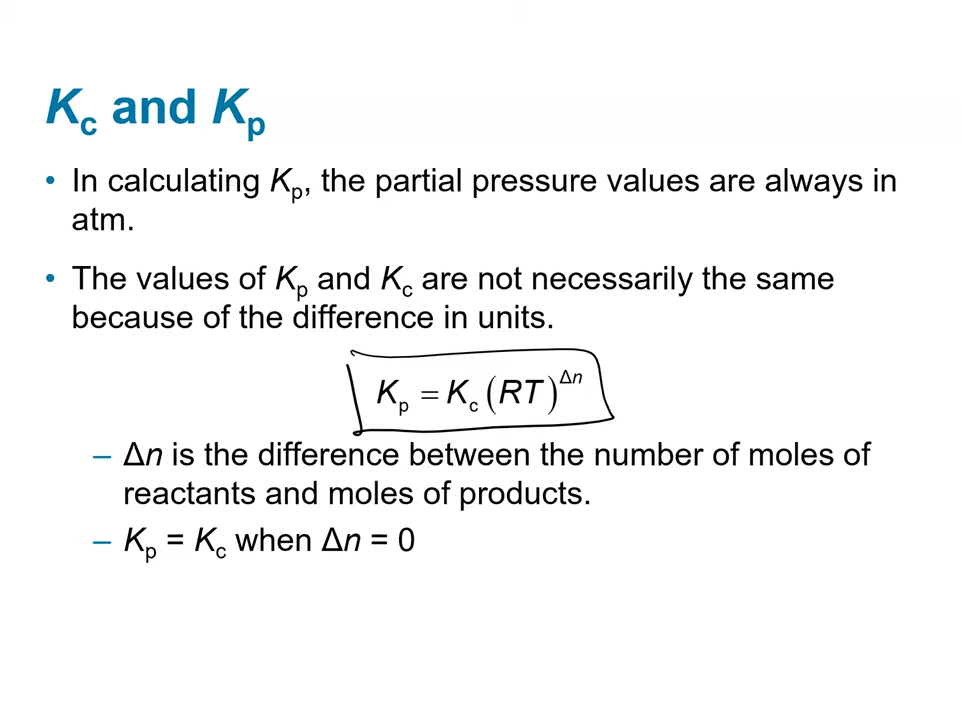 Kc and Kp
• In calculating Kp, the partial pressure values are always in
atm.
• The values of Kp and Kc are not necessarily the same
because of the difference in units.
Kp = Kc (RT)^Δn
– Δn is the difference between the number of moles of
reactants and moles of products.
– Kp = Kc when Δn = 0